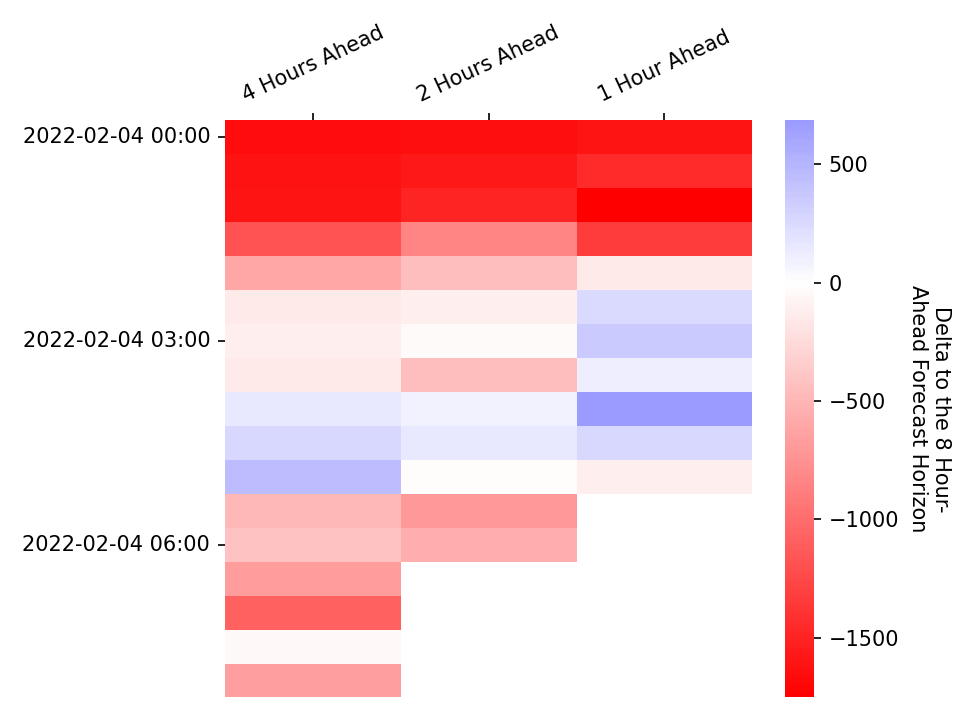 4 Hours Ahead
2 Hours Ahead
1 Hour Ahead
2022-02-04 00:00
2022-02-04 03:00
2022-02-04 06:00
500
0
−500
−1000
−1500
Delta to the 8 Hour-
Ahead Forecast Horizon